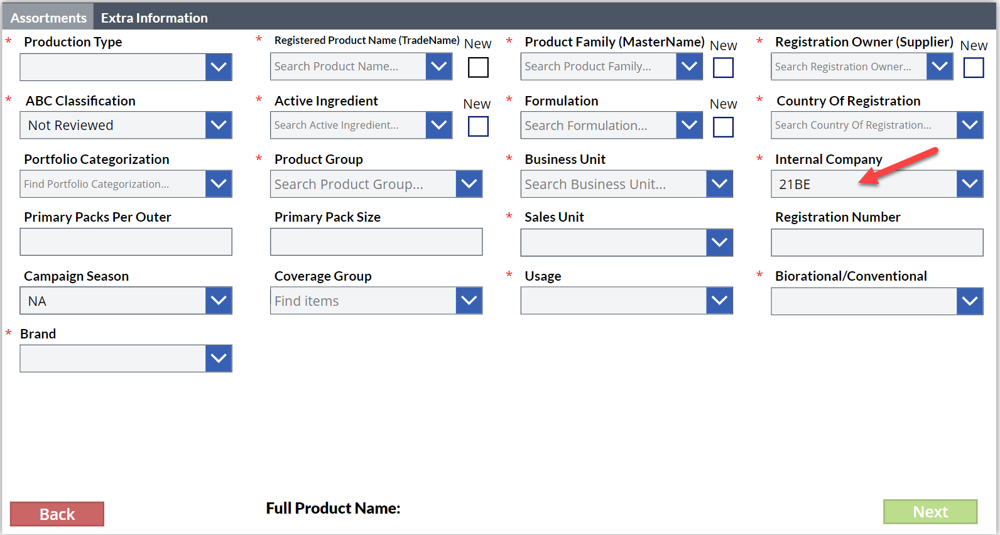 Assortments Extra Information
* Production Type * Registered Product Name (TradeName) New * Product Family (MasterName) New * Registration Owner (Supplier) New
Search Product Name... Search Product Family... Search Registration Owner...
* ABC Classification * Active Ingredient New * Formulation New * Country Of Registration
Not Reviewed Search Active Ingredient... Search Formulation... Search Country Of Registration...
Portfolio Categorization * Product Group * Business Unit * Internal Company
Find Portfolio Categorization... Search Product Group... Search Business Unit... 21BE
Primary Packs Per Outer Primary Pack Size * Sales Unit Registration Number
Campaign Season Coverage Group * Usage * Biorational/Conventional
NA Find items
* Brand
Back Full Product Name: Next